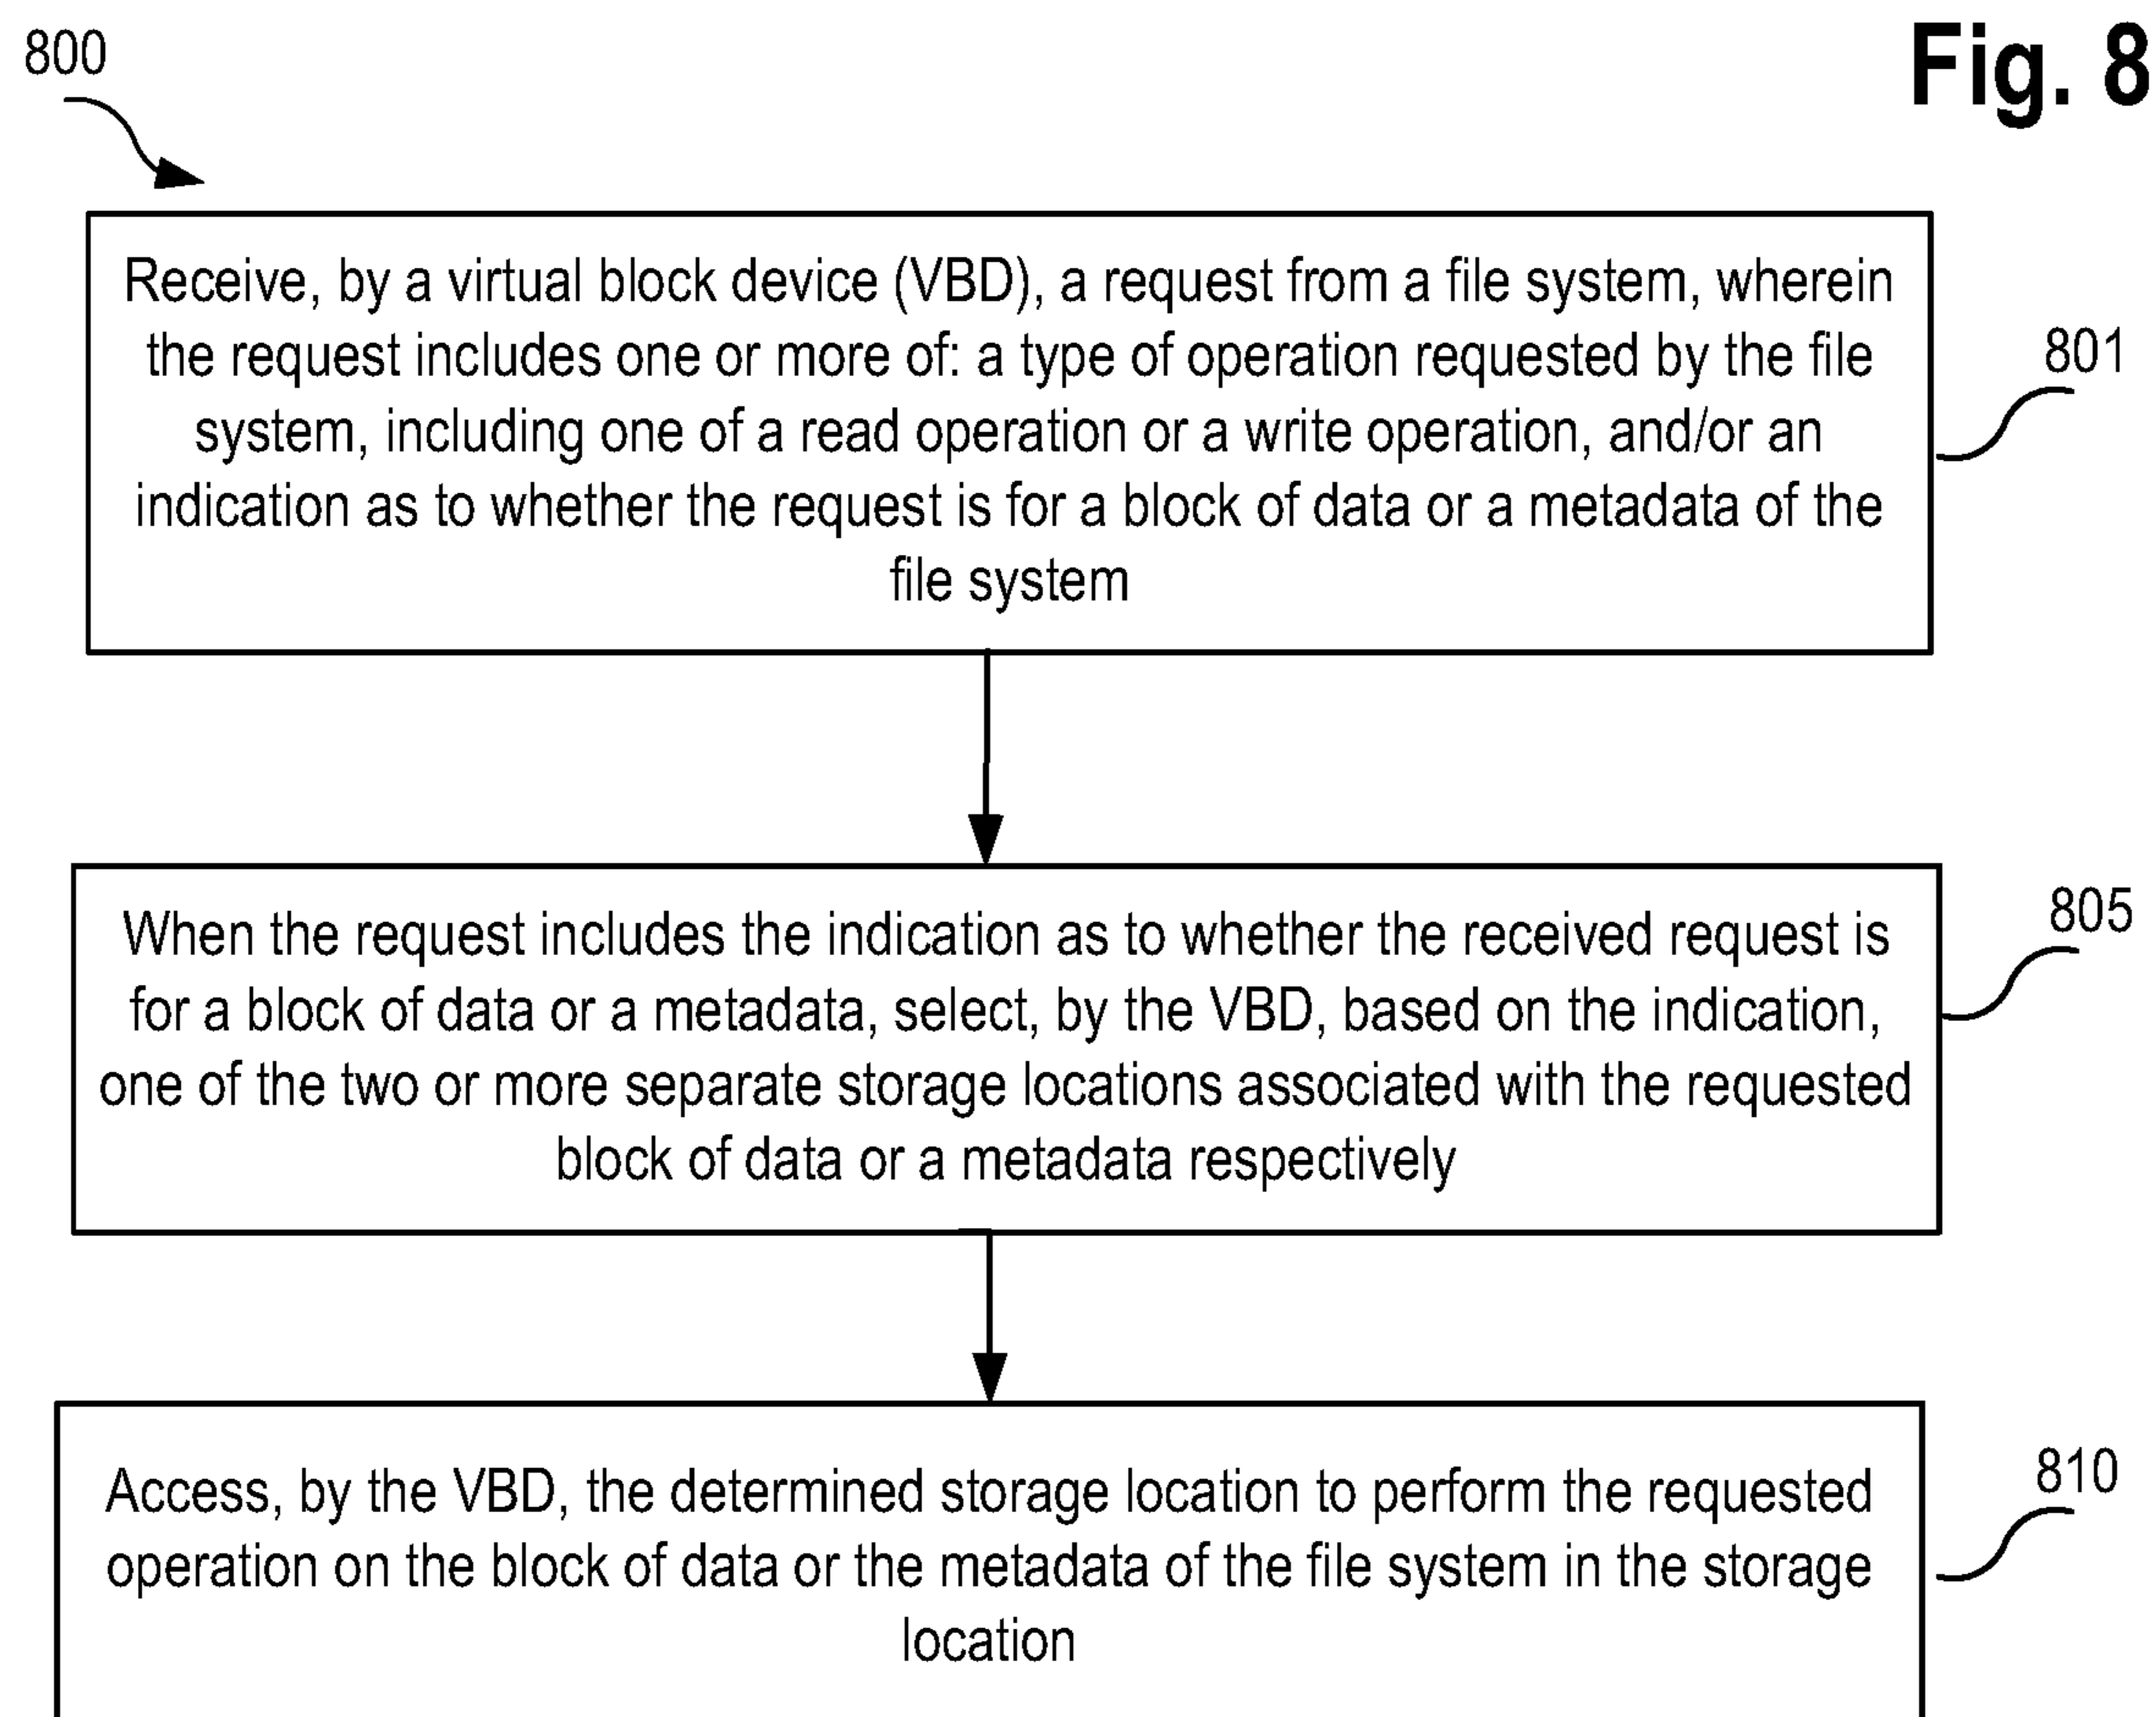 800
Fig. 8
Receive, by a virtual block device (VBD), a request from a file system, wherein
the request includes one or more of: a type of operation requested by the file
system, including one of a read operation or a write operation, and/or an
indication as to whether the request is for a block of data or a metadata of the
file system
801
When the request includes the indication as to whether the received request is
for a block of data or a metadata, select, by the VBD, based on the indication,
one of the two or more separate storage locations associated with the requested
block of data or a metadata respectively
805
Access, by the VBD, the determined storage location to perform the requested
operation on the block of data or the metadata of the file system in the storage
location
810